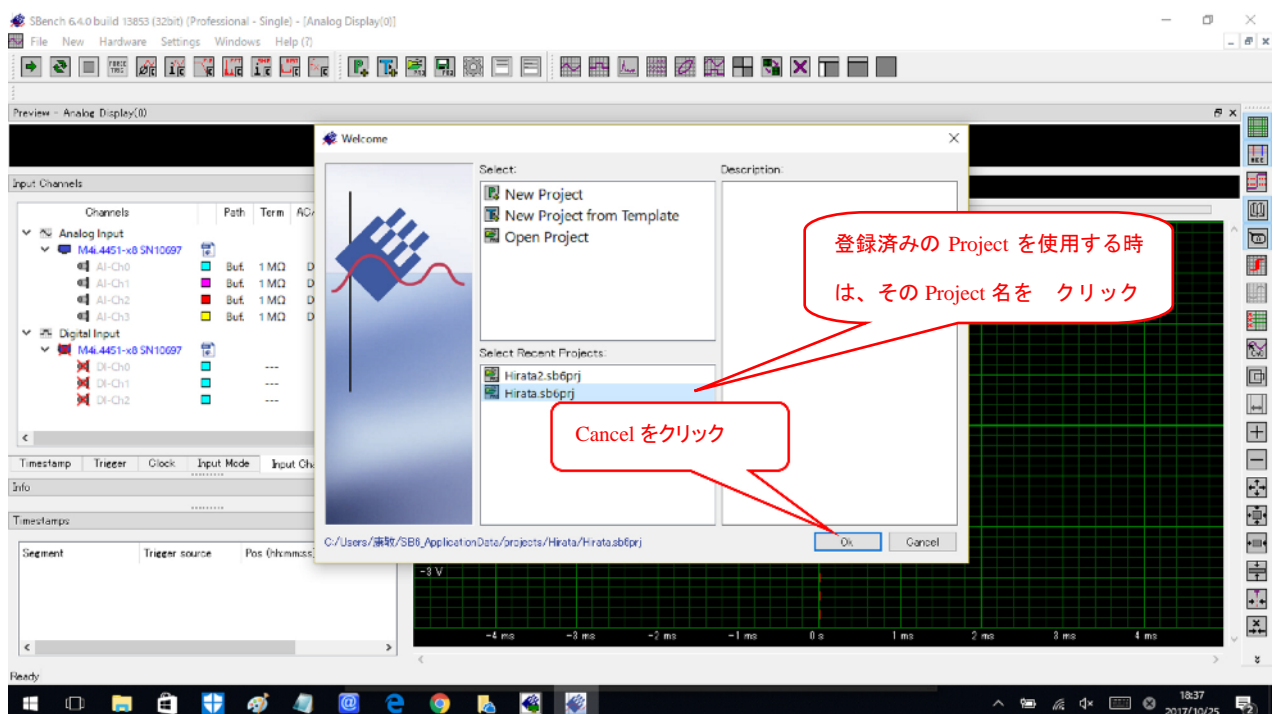 SBench 6.4.0 build 13853 (32bit) (Professional - Single) - [Analog Display(0)]
File New Hardware Settings Windows Help (?)
Preview - Analog Display(0)
Welcome
Select:
Description:
New Project
New Project from Template
Open Project
登録済みの Project を使用する時
は、その Project 名を クリック
Select Recent Projects:
Hirata2.sb6prj
Hirata.sb6prj
Cancel をクリック
C:/Users/康敏/SB6_ApplicationData/projects/Hirata/Hirata.sb6prj
Ok
Cancel
Input Channels
Channels Path Term AC/
Analog Input
M4i.4451-x8 SN10697
AI-Ch0 Buf. 1 MΩ D
AI-Ch1 Buf. 1 MΩ D
AI-Ch2 Buf. 1 MΩ D
AI-Ch3 Buf. 1 MΩ D
Digital Input
M4i.4451-x8 SN10697
DI-Ch0 ---
DI-Ch1 ---
DI-Ch2 ---
Timestamp Trigger Clock Input Mode Input Ch
Info
Timestamps
Segment Trigger source Pos (hh:mm:ss
-3 V
-4 ms -3 ms -2 ms -1 ms 0 s 1 ms 2 ms 3 ms 4 ms
Ready
18:37
2017/10/25